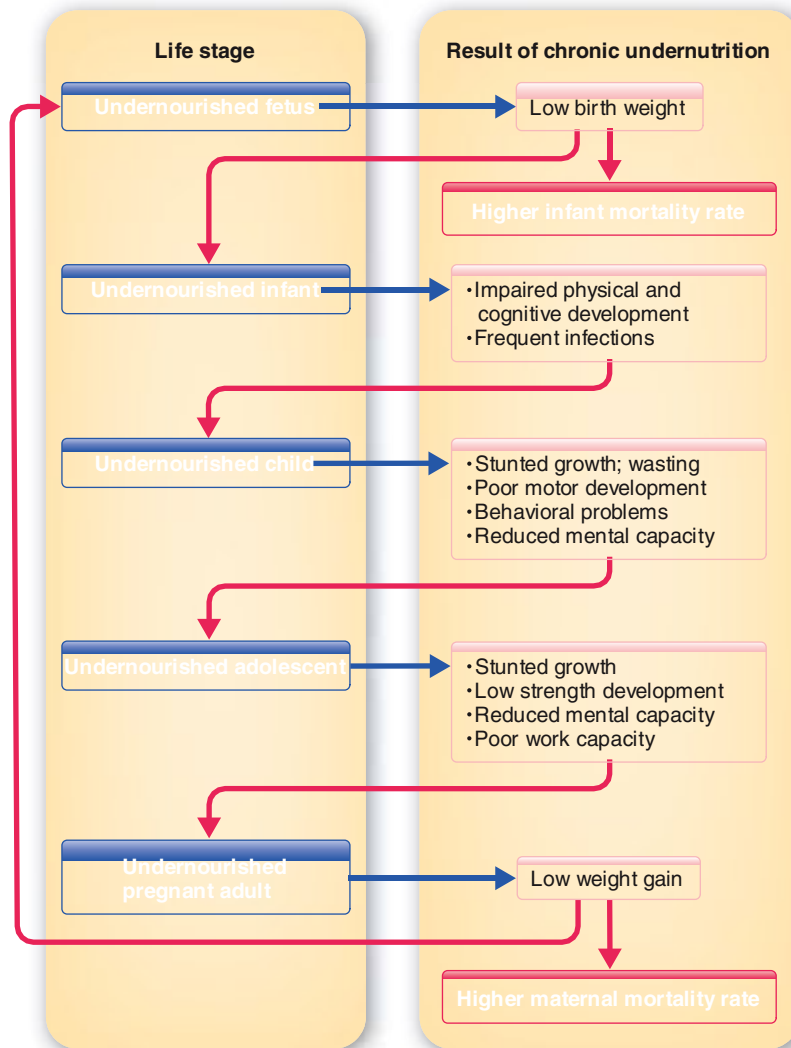 Life stage
Result of chronic undernutrition
Undernourished fetus
Low birth weight
Higher infant mortality rate
Undernourished infant
•Impaired physical and
cognitive development
•Frequent infections
Undernourished child
•Stunted growth; wasting
•Poor motor development
•Behavioral problems
•Reduced mental capacity
Undernourished adolescent
•Stunted growth
•Low strength development
•Reduced mental capacity
•Poor work capacity
Undernourished
pregnant adult
Low weight gain
Higher maternal mortality rate